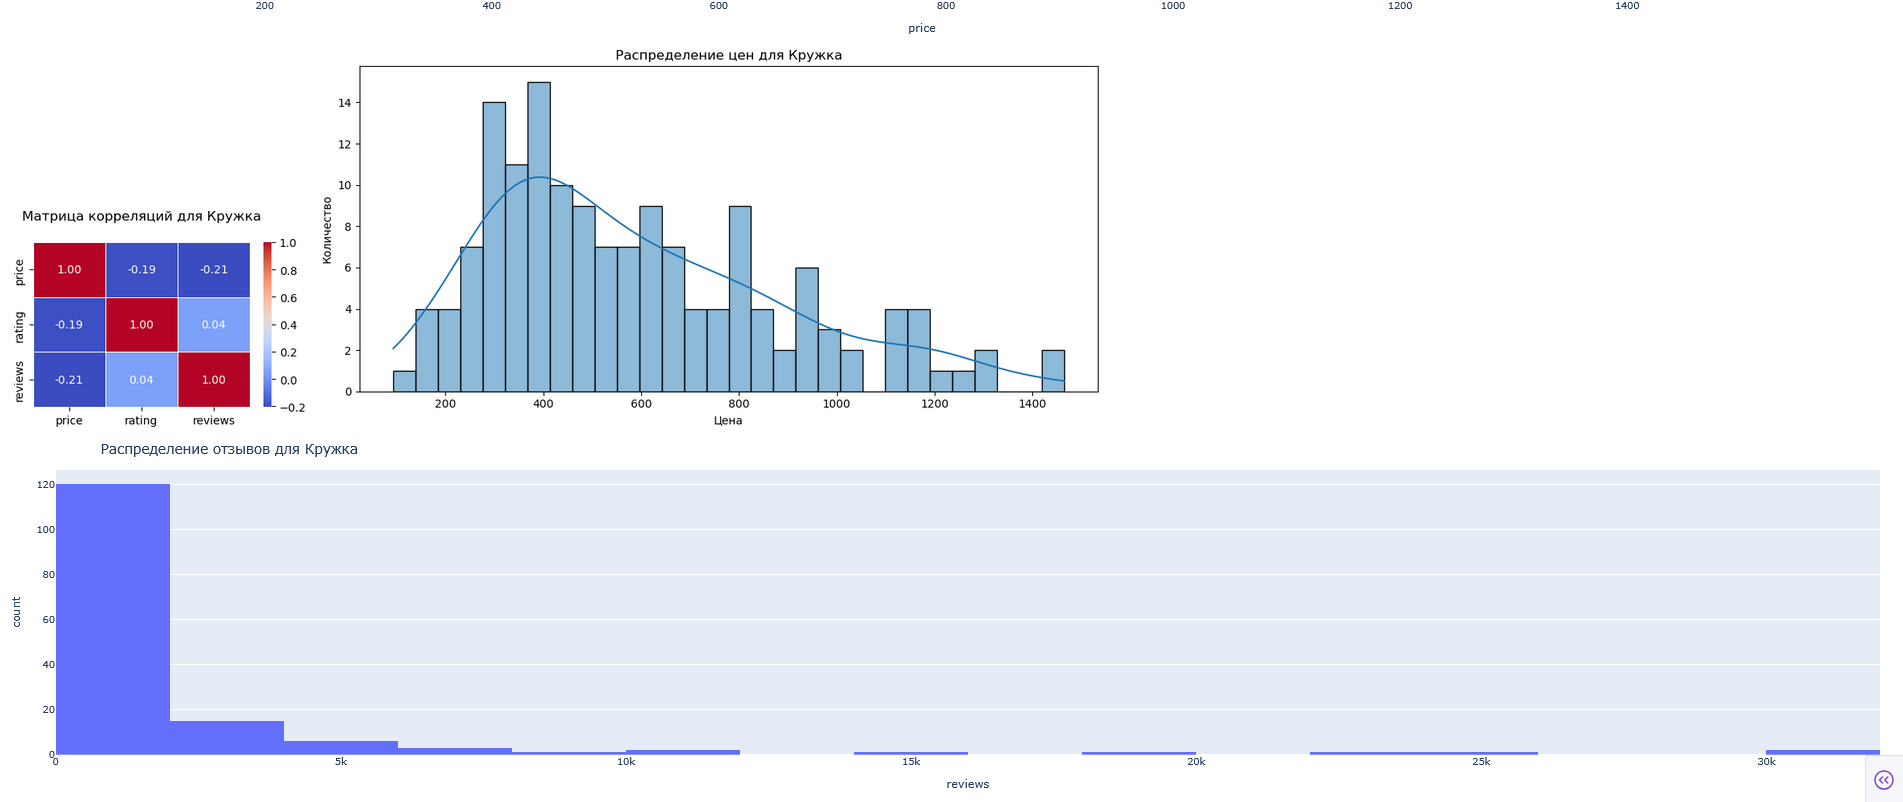 200 400 600 800 1000 1200 1400
price
Распределение цен для Кружка
14
12
10
8
6
4
2
0
Количество
200 400 600 800 1000 1200 1400
Цена
Матрица корреляций для Кружка
price 1.00 -0.19 -0.21
rating -0.19 1.00 0.04
reviews -0.21 0.04 1.00
price rating reviews
1.0
0.8
0.6
0.4
0.2
0.0
−0.2
Распределение отзывов для Кружка
120
100
80
60
40
20
0
count
0 5k 10k 15k 20k 25k 30k
reviews